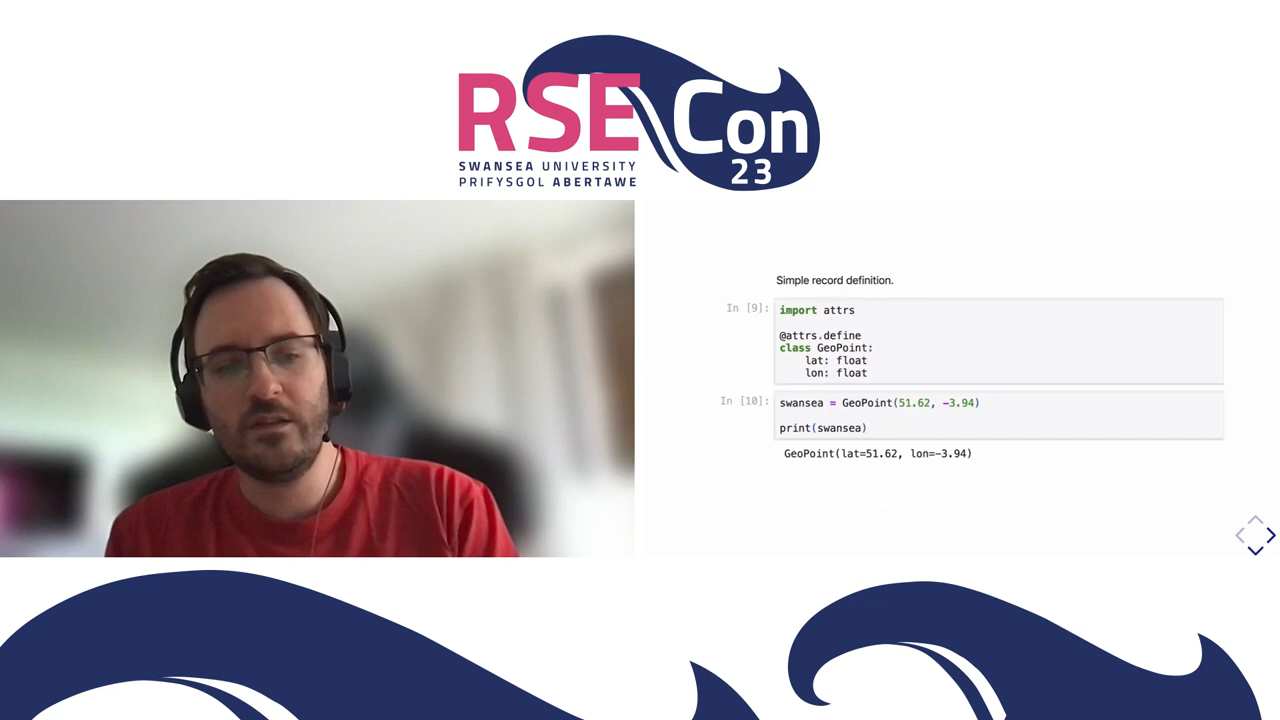 RSE Con
23
SWANSEA UNIVERSITY
PRIFYSGOL ABERTAWE
Simple record definition.
In [9]:
import attrs
@attrs.define
class GeoPoint:
    lat: float
    lon: float
In [10]:
swansea = GeoPoint(51.62, -3.94)
print(swansea)
GeoPoint(lat=51.62, lon=-3.94)